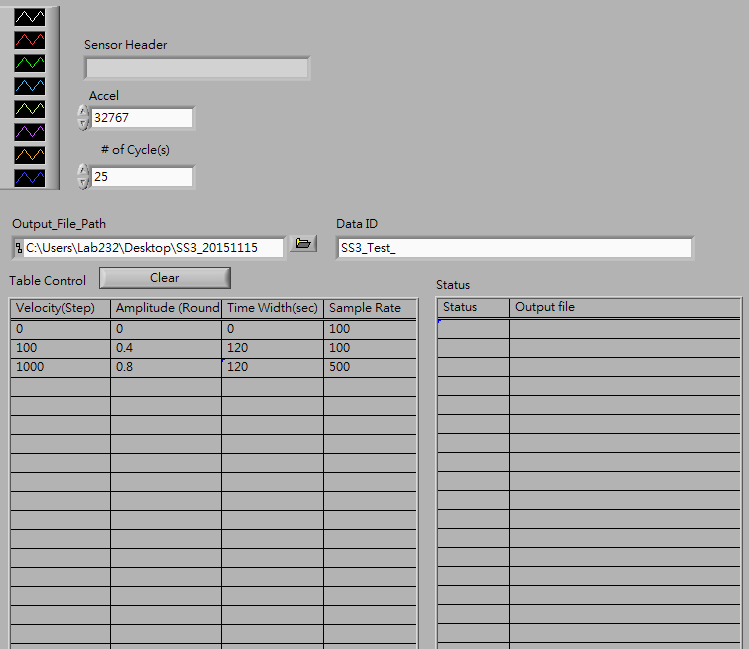 Sensor Header
Accel
32767
# of Cycle(s)
25
Output_File_Path
Data ID
C:\Users\Lab232\Desktop\SS3_20151115
SS3_Test_
Table Control
Clear
Status
Velocity(Step) Amplitude (Round Time Width(sec) Sample Rate
0 0 0 100
100 0.4 120 100
1000 0.8 120 500
Status Output file